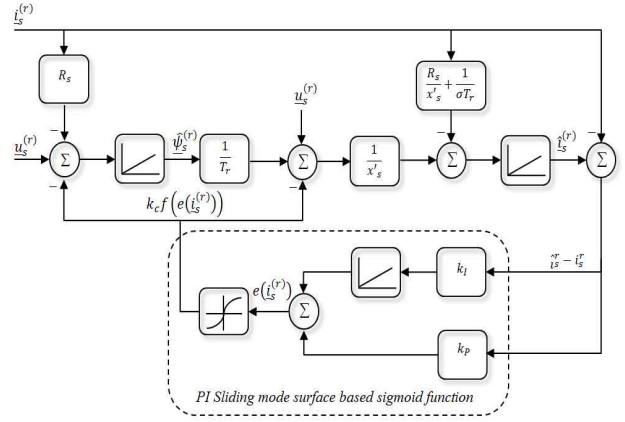 i_s^(r)
R_s
R_s/x'_s + 1/σT_r
u_s^(r)
u_s^(r)
−
−
−
ψ̂_s^(r)
î_s^(r)
Σ
1/T_r
Σ
1/x'_s
Σ
Σ
−
−
k_c f(e(i_s^(r)))
î_s^r − i_s^r
k_I
e(i_s^(r))
Σ
k_P
PI Sliding mode surface based sigmoid function